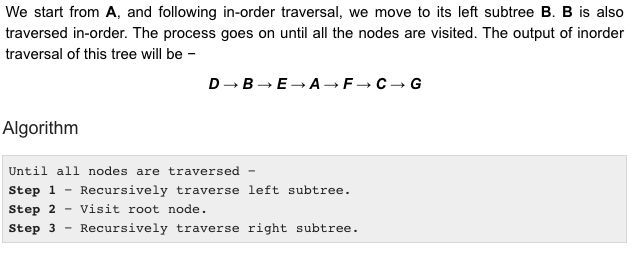 We start from A, and following in-order traversal, we move to its left subtree B. B is also
traversed in-order. The process goes on until all the nodes are visited. The output of inorder
traversal of this tree will be −
D → B → E → A → F → C → G
Algorithm
Until all nodes are traversed −
Step 1 − Recursively traverse left subtree.
Step 2 − Visit root node.
Step 3 − Recursively traverse right subtree.